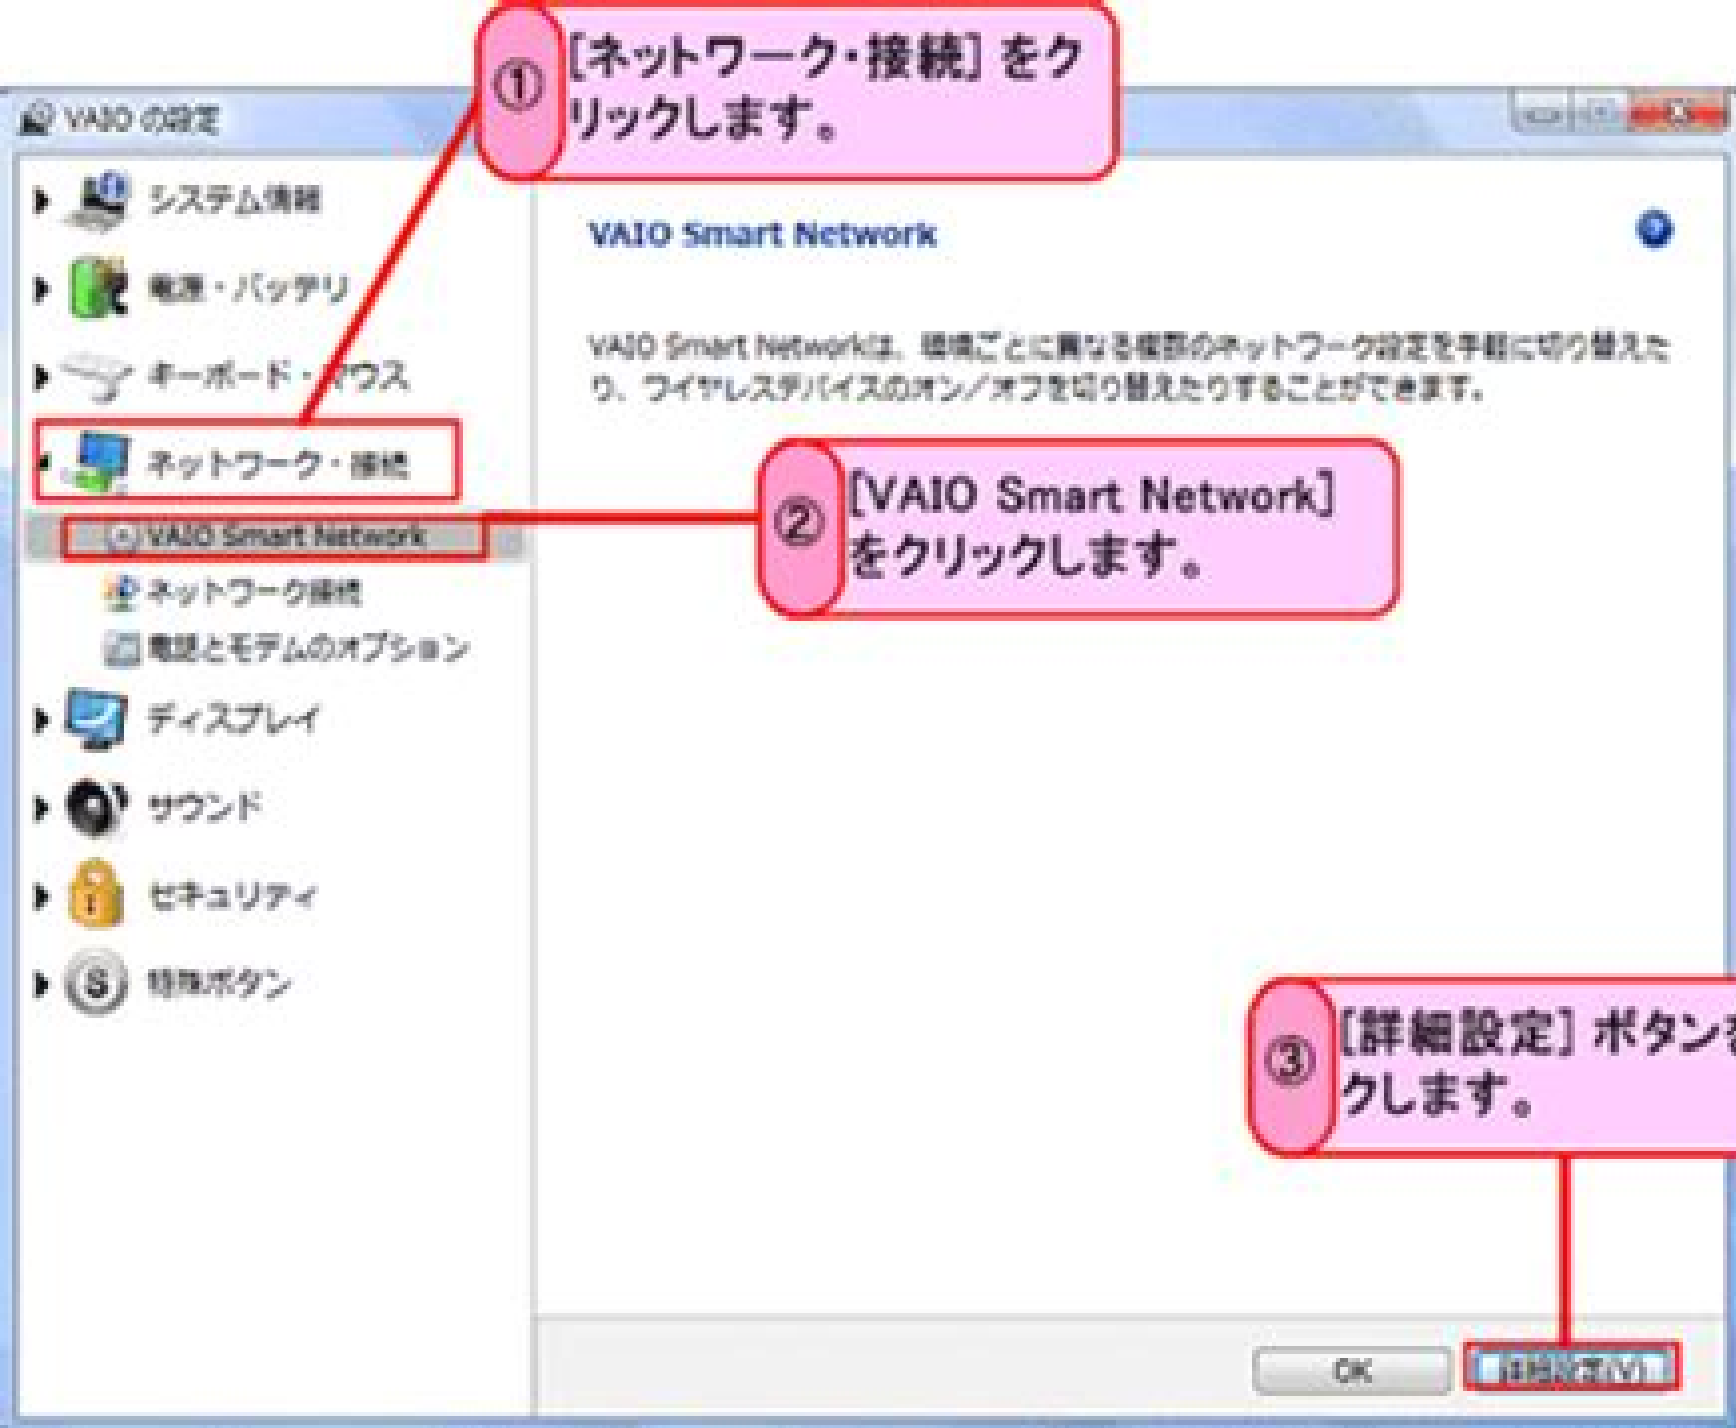 ① [ネットワーク・接続] をク
リックします。
VAIO の設定
システム情報
電源・バッテリ
キーボード・マウス
ネットワーク・接続
VAIO Smart Network
ネットワーク接続
電話とモデムのオプション
ディスプレイ
サウンド
セキュリティ
S 特殊ボタン
VAIO Smart Network
VAIO Smart Networkは、環境ごとに異なる複数のネットワーク設定を手軽に切り替えた
り、ワイヤレスデバイスのオン/オフを切り替えたりすることができます。
② [VAIO Smart Network]
をクリックします。
③ [詳細設定] ボタンを
クします。
OK
詳細設定(V)